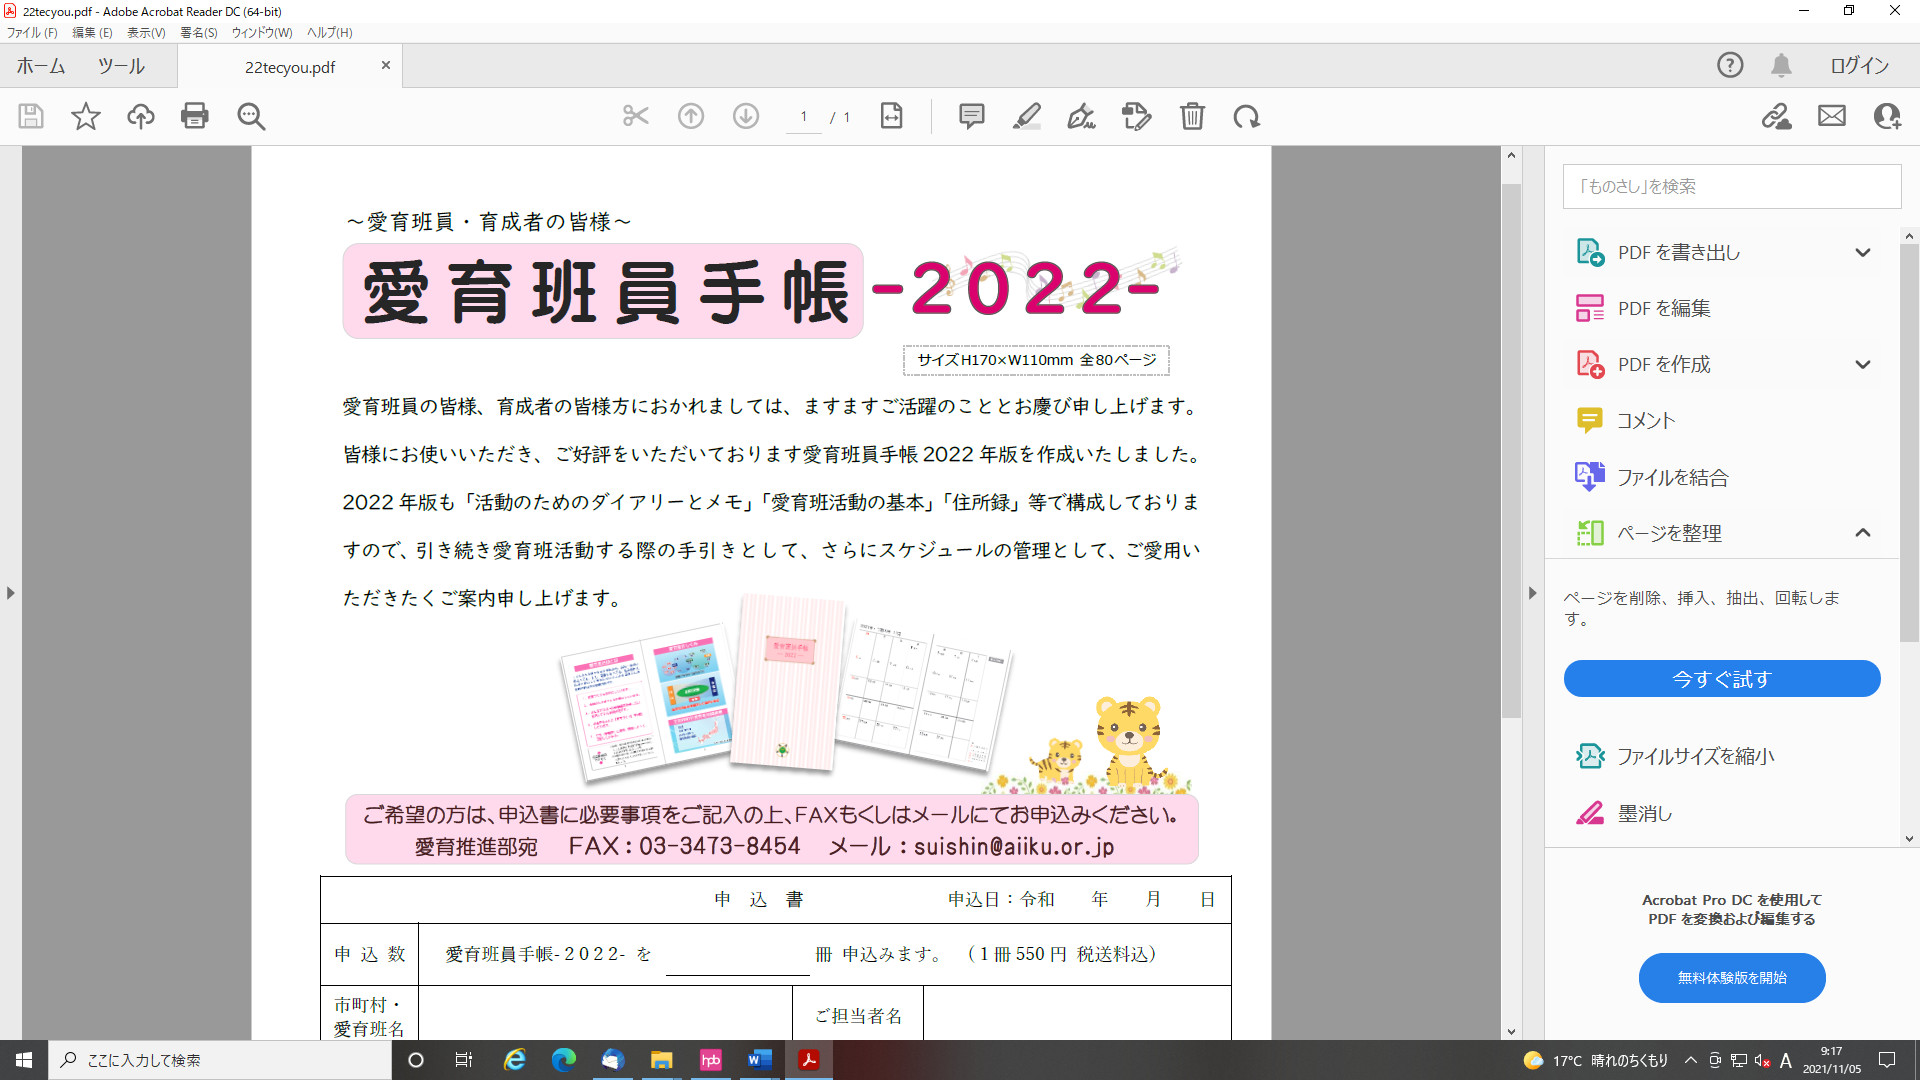 22tecyou.pdf - Adobe Acrobat Reader DC (64-bit)
ファイル(F) 編集(E) 表示(V) 署名(S) ウィンドウ(W) ヘルプ(H)
ホーム ツール 22tecyou.pdf × ログイン
1 / 1
～愛育班員・育成者の皆様～
愛育班員手帳 -2022-
サイズH170×W110mm 全80ページ
愛育班員の皆様、育成者の皆様方におかれましては、ますますご活躍のこととお慶び申し上げます。
皆様にお使いいただき、ご好評をいただいております愛育班員手帳2022年版を作成いたしました。
2022年版も「活動のためのダイアリーとメモ」「愛育班活動の基本」「住所録」等で構成しておりま
すので、引き続き愛育班活動する際の手引きとして、さらにスケジュールの管理として、ご愛用い
ただきたくご案内申し上げます。
愛育班員手帳
― 2022 ―
ご希望の方は、申込書に必要事項をご記入の上、FAXもくしはメールにてお申込みください。
愛育推進部宛 FAX：03-3473-8454 メール：suishin@aiiku.or.jp
申 込 書 申込日：令和 年 月 日
申 込 数 愛育班員手帳-２０２２- を 冊 申込みます。 （１冊 550 円 税送料込）
市町村・
愛育班名 ご担当者名
「ものさし」を検索
PDF を書き出し
PDF を編集
PDF を作成
コメント
ファイルを結合
ページを整理
ページを削除、挿入、抽出、回転しま
す。
今すぐ試す
ファイルサイズを縮小
墨消し
Acrobat Pro DC を使用して
PDF を変換および編集する
無料体験版を開始
ここに入力して検索
17°C 晴れのちくもり A
9:17
2021/11/05